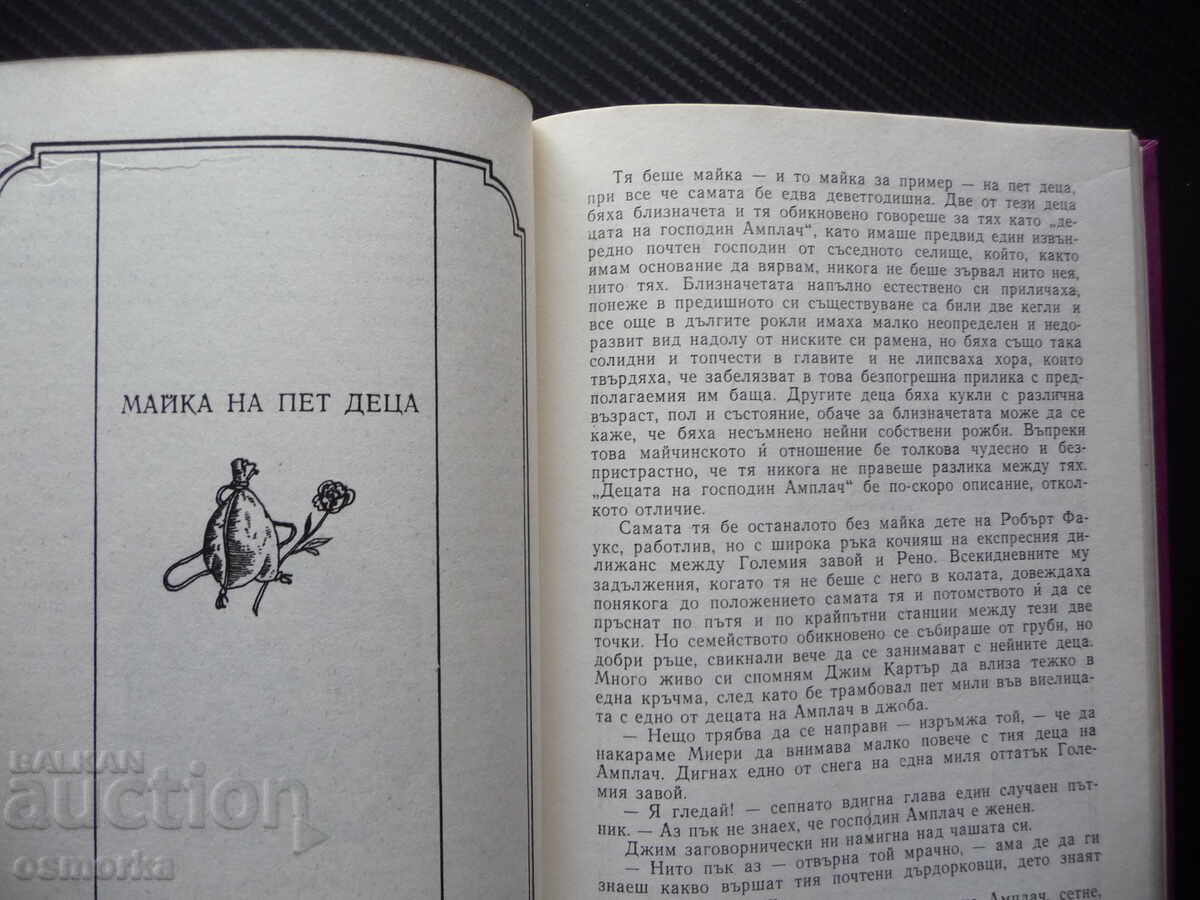 МАЙКА НА ПЕТ ДЕЦА
Тя беше майка — и то майка за пример — на пет деца,
при все че самата бе едва деветгодишна. Две от тези деца
бяха близначета и тя обикновено говореше за тях като „де-
цата на господин Амплач“, като имаше предвид един извън-
редно почтен господин от съседното селище, който, както
имам основание да вярвам, никога не беше зървал нито нея,
нито тях. Близначетата напълно естествено си приличаха,
понеже в предишното си съществуване са били две кегли и
все още в дългите рокли имаха малко неопределен и недо-
развит вид надолу от ниските си рамена, но бяха също така
солидни и топчести в главите и не липсваха хора, които
твърдяха, че забелязват в това безпогрешна прилика с пред-
полагаемия им баща. Другите деца бяха кукли с различна
възраст, пол и състояние, обаче за близначетата може да се
каже, че бяха несъмнено нейни собствени рожби. Въпреки
това майчинското ѝ отношение бе толкова чудесно и без-
пристрастно, че тя никога не правеше разлика между тях.
„Децата на господин Амплач“ бе по-скоро описание, откол-
кото отличие.
Самата тя бе останалото без майка дете на Робърт Фа-
укс, работлив, но с широка ръка кочияш на експресния ди-
лижанс между Големия завой и Рено. Всекидневните му
задължения, когато тя не беше с него в колата, довеждаха
понякога до положението самата тя и потомството ѝ да се
пръснат по пътя и по крайпътни станции между тези две
точки. Но семейството обикновено се събираше от груби, но
добри ръце, свикнали вече да се занимават с нейните деца.
Много живо си спомням Джим Картър да влиза тежко в
една кръчма, след като бе трамбовал пет мили във виелица-
та с едно от децата на Амплач в джоба.
— Нещо трябва да се направи — изръмжа той, — че да
накараме Миери да внимава малко повече с тия деца на
Амплач. Дигнах едно от снега на една миля оттатък Голе-
мия завой.
— Я гледай! — сепнато вдигна глава един случаен път-
ник. — Аз пък не знаех, че господин Амплач е женен.
Джим заговорнически ни намигна над чашата си.
— Нито пък аз — отвърна той мрачно, — ама де да ги
знаеш какво вършат тия почтени дърдорковци, дето знаят
Амплач, сетне,
BALKAN
auction
osmorka